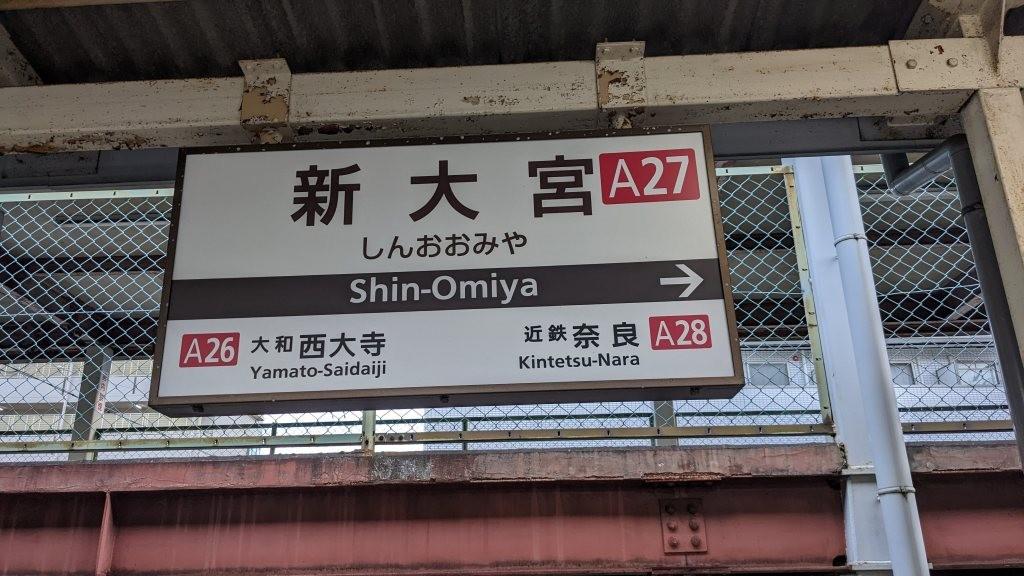 新大宮 A27
しんおおみや
Shin-Omiya →
A26 大和西大寺 近鉄奈良 A28
Yamato-Saidaiji Kintetsu-Nara